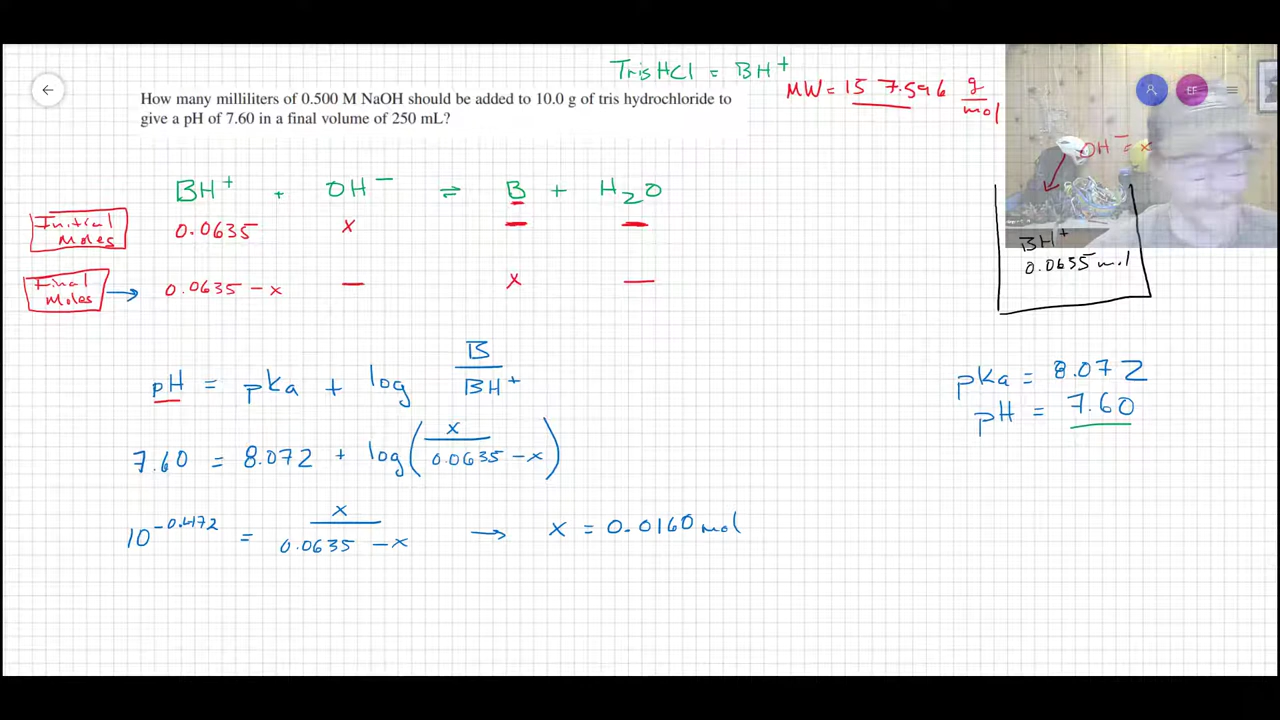 TrisHCl = BH+
MW = 157.596 g/mol
How many milliliters of 0.500 M NaOH should be added to 10.0 g of tris hydrochloride to
give a pH of 7.60 in a final volume of 250 mL?
EF
OH⁻ = x
BH+ + OH⁻ ⇌ B + H₂O
Initial Moles 0.0635 x — —
BH+
0.0635 mol
Final Moles → 0.0635 - x — x —
pH = pka + log B/BH+
pka = 8.072
pH = 7.60
7.60 = 8.072 + log(x/0.0635 - x)
10^-0.472 = x/0.0635 - x → x = 0.0160 mol